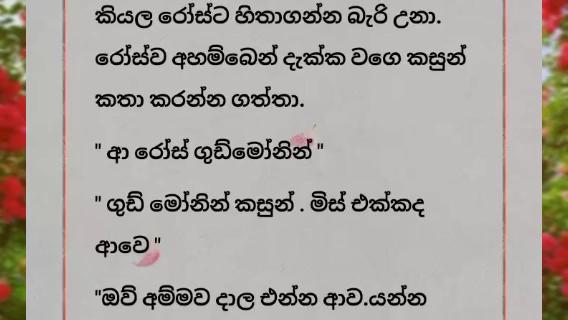 කියල රෝස්ට හිතාගන්න බැරි උනා.
රෝස්ව අහම්බෙන් දැක්ක වගෙ කසුන්
කතා කරන්න ගත්තා.
" ආ රෝස් ගුඩ්මෝනින් "
" ගුඩ් මෝනින් කසුන් . මිස් එක්කද
ආවෙ "
"ඔව් අම්මව දාල එන්න ආව.යන්න